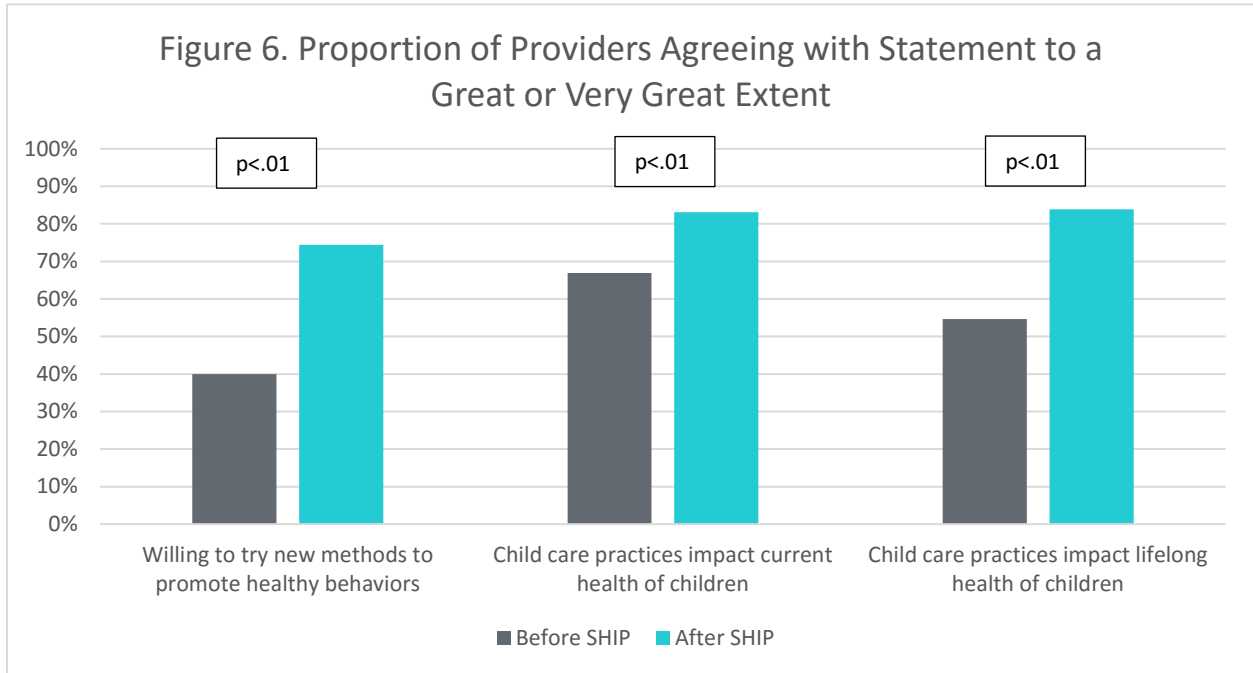 Figure 6. Proportion of Providers Agreeing with Statement to a
Great or Very Great Extent
100%
90%
80%
70%
60%
50%
40%
30%
20%
10%
0%
p<.01
p<.01
p<.01
Willing to try new methods to
promote healthy behaviors
Child care practices impact current
health of children
Child care practices impact lifelong
health of children
Before SHIP
After SHIP